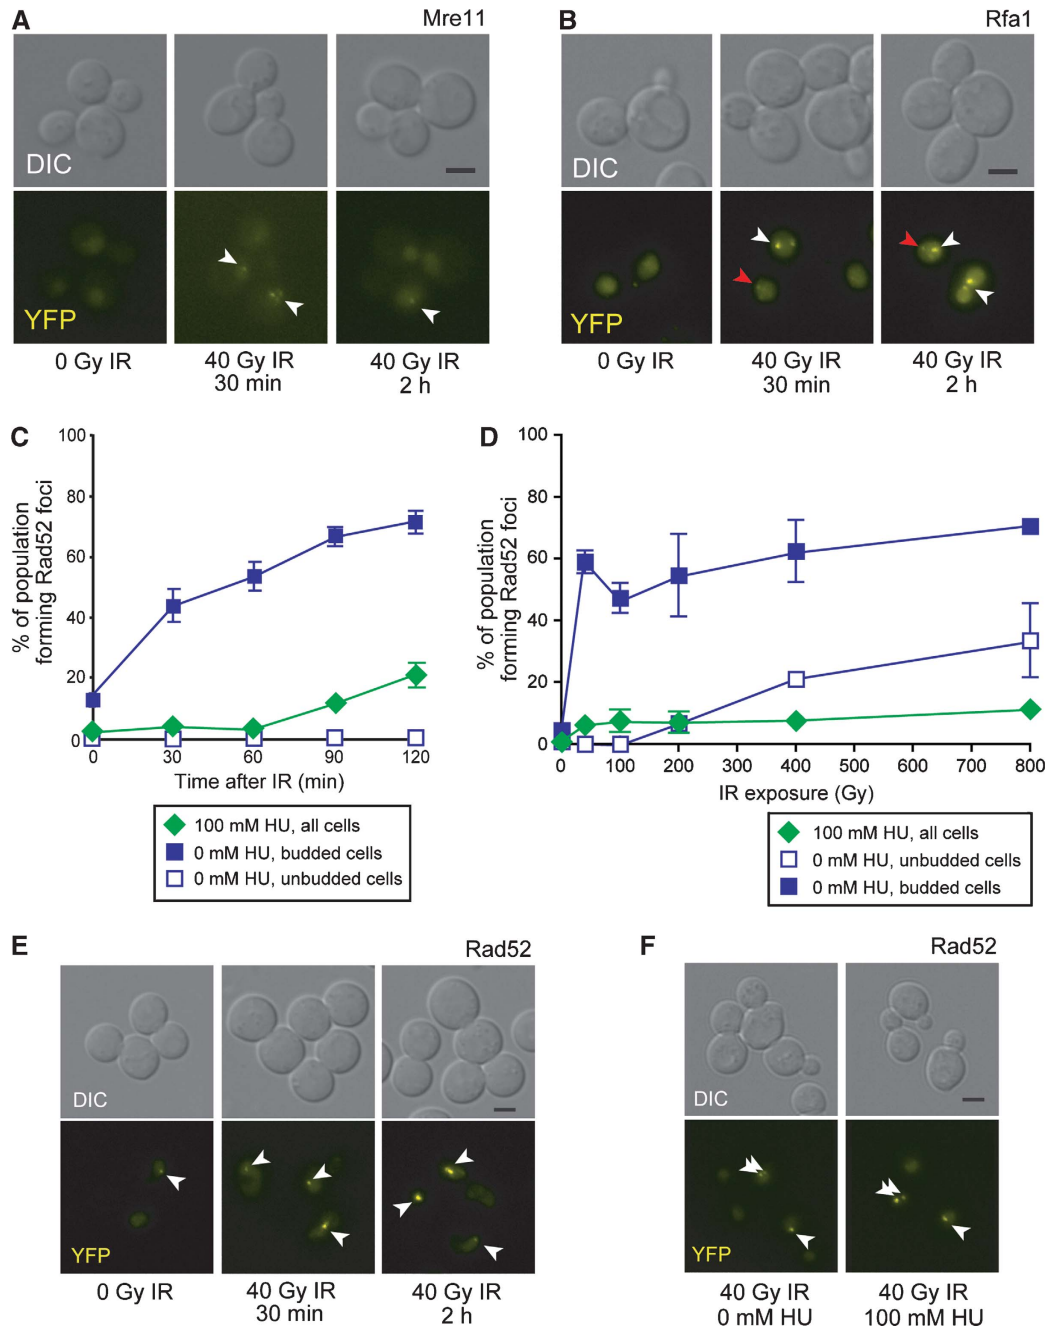 A
Mre11
DIC
YFP
0 Gy IR
40 Gy IR
30 min
40 Gy IR
2 h
B
Rfa1
DIC
YFP
0 Gy IR
40 Gy IR
30 min
40 Gy IR
2 h
C
% of population
forming Rad52 foci
100
80
60
40
20
0
0 30 60 90 120
Time after IR (min)
100 mM HU, all cells
0 mM HU, budded cells
0 mM HU, unbudded cells
D
% of population
forming Rad52 foci
100
80
60
40
20
0
0 100 200 300 400 500 600 700 800
IR exposure (Gy)
100 mM HU, all cells
0 mM HU, unbudded cells
0 mM HU, budded cells
E
Rad52
DIC
YFP
0 Gy IR
40 Gy IR
30 min
40 Gy IR
2 h
F
Rad52
DIC
YFP
40 Gy IR
0 mM HU
40 Gy IR
100 mM HU